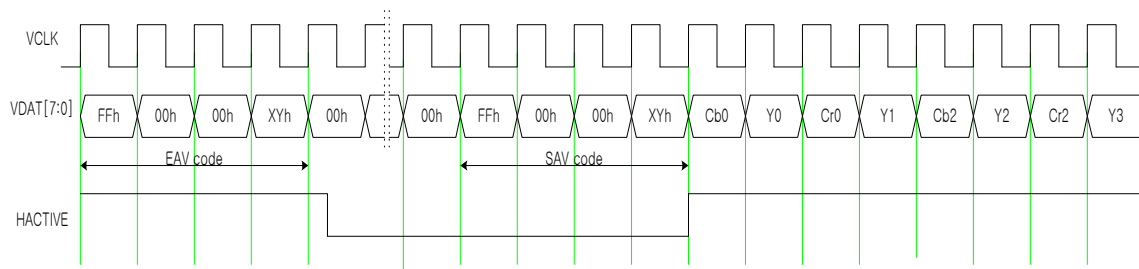 VCLK
VDAT[7:0] FFh 00h 00h XYh 00h 00h FFh 00h 00h XYh Cb0 Y0 Cr0 Y1 Cb2 Y2 Cr2 Y3
EAV code SAV code
HACTIVE